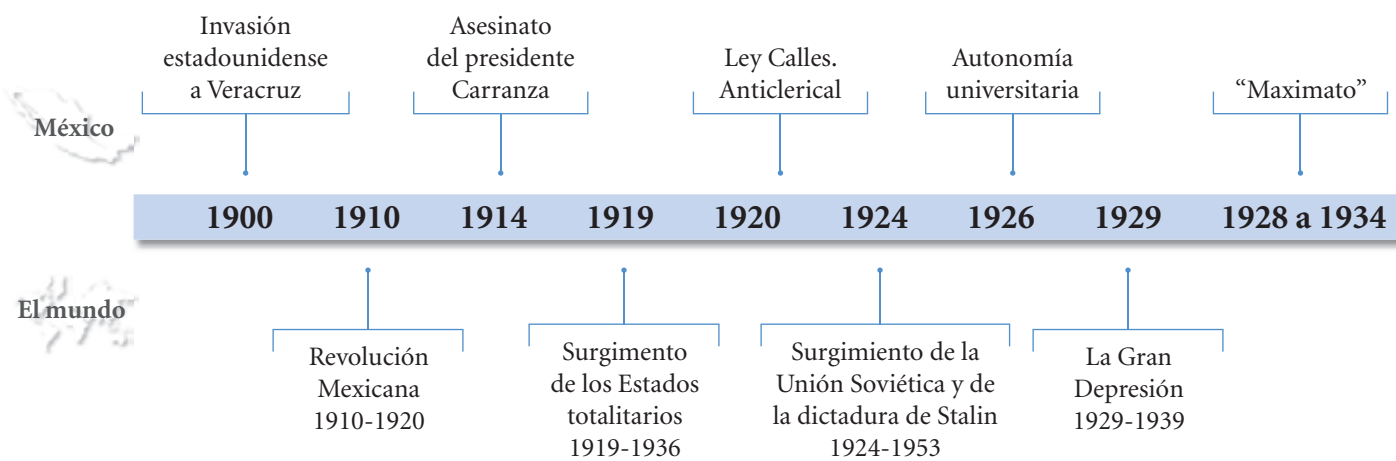 Invasión
estadounidense
a Veracruz
Asesinato
del presidente
Carranza
Ley Calles.
Anticlerical
Autonomía
universitaria
“Maximato”
México
1900 1910 1914 1919 1920 1924 1926 1929 1928 a 1934
El mundo
Revolución
Mexicana
1910-1920
Surgimento
de los Estados
totalitarios
1919-1936
Surgimiento de la
Unión Soviética y de
la dictadura de Stalin
1924-1953
La Gran
Depresión
1929-1939